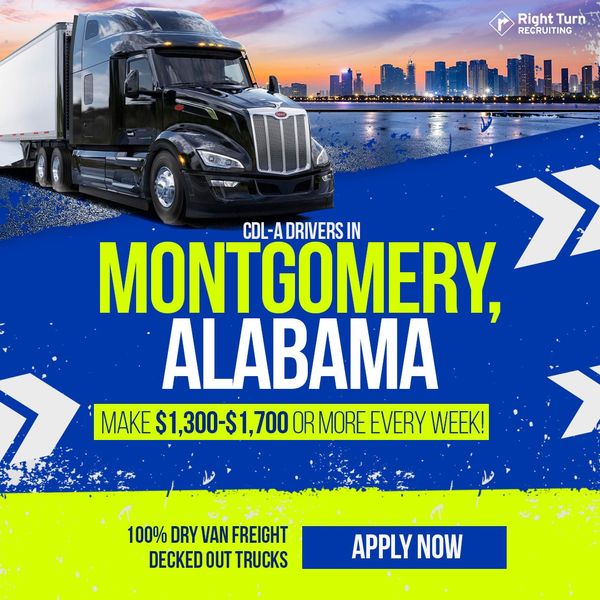 Right Turn
RECRUITING
CDL-A DRIVERS IN
MONTGOMERY,
ALABAMA
MAKE $1,300-$1,700 OR MORE EVERY WEEK!
100% DRY VAN FREIGHT
DECKED OUT TRUCKS
APPLY NOW